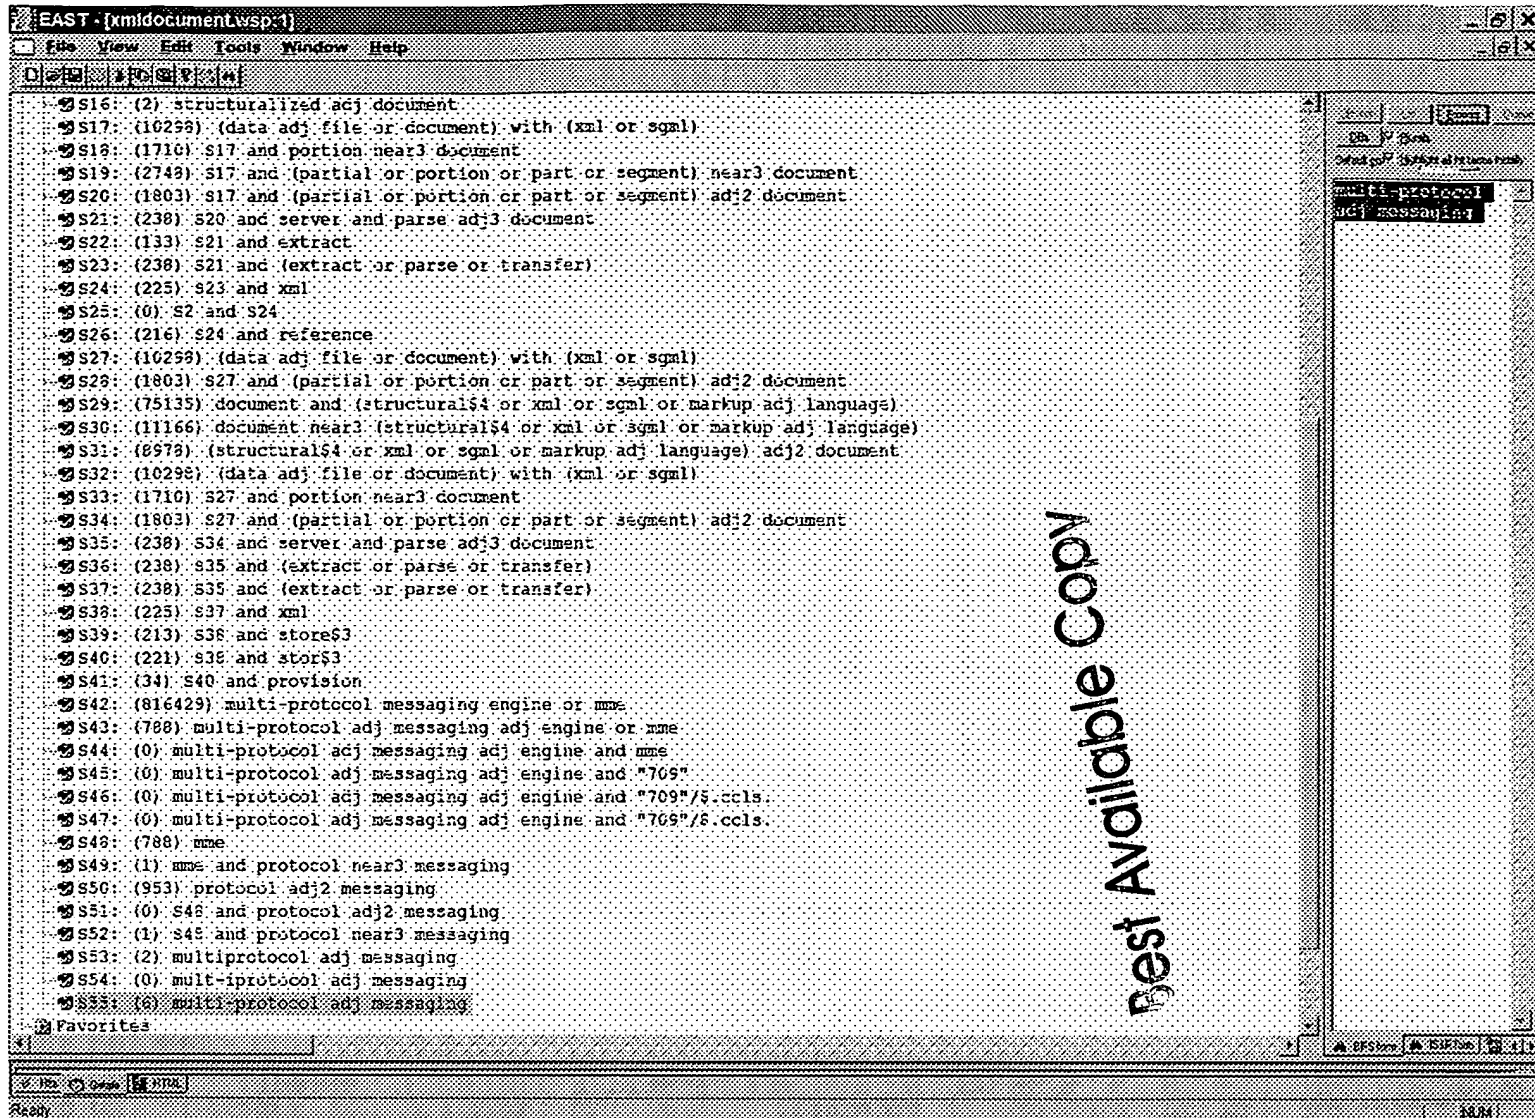 EAST - [xmldocument.wsp:1]
File View Edit Tools Window Help
S16: (2) structuralized adj document
S17: (10298) (data adj file or document) with (xml or sgml)
S18: (1710) S17 and portion near3 document
S19: (2748) S17 and (partial or portion or part or segment) near3 document
S20: (1803) S17 and (partial or portion or part or segment) adj2 document
S21: (238) S20 and server and parse adj3 document
S22: (133) S21 and extract
S23: (238) S21 and (extract or parse or transfer)
S24: (225) S23 and xml
S25: (0) S2 and S24
S26: (216) S24 and reference
S27: (10298) (data adj file or document) with (xml or sgml)
S28: (1803) S27 and (partial or portion or part or segment) adj2 document
S29: (75135) document and (structural$4 or xml or sgml or markup adj language)
S30: (11166) document near3 (structural$4 or xml or sgml or markup adj language)
S31: (8978) (structural$4 or xml or sgml or markup adj language) adj2 document
S32: (10298) (data adj file or document) with (xml or sgml)
S33: (1710) S27 and portion near3 document
S34: (1803) S27 and (partial or portion or part or segment) adj2 document
S35: (238) S34 and server and parse adj3 document
S36: (238) S35 and (extract or parse or transfer)
S37: (238) S35 and (extract or parse or transfer)
S38: (225) S37 and xml
S39: (213) S38 and store$3
S40: (221) S38 and stor$3
S41: (34) S40 and provision
S42: (816429) multi-protocol messaging engine or mme
S43: (788) multi-protocol adj messaging adj engine or mme
S44: (0) multi-protocol adj messaging adj engine and mme
S45: (0) multi-protocol adj messaging adj engine and "709"
S46: (0) multi-protocol adj messaging adj engine and "709"/$.ccls.
S47: (0) multi-protocol adj messaging adj engine and "709"/$.ccls.
S48: (788) mme
S49: (1) mme and protocol near3 messaging
S50: (953) protocol adj2 messaging
S51: (0) S48 and protocol adj2 messaging
S52: (1) S48 and protocol near3 messaging
S53: (2) multiprotocol adj messaging
S54: (0) mult-iprotocol adj messaging
S55: (6) multi-protocol adj messaging
Favorites
multi-protocol
adj messaging
Best Available Copy
HTML
Ready
NUM